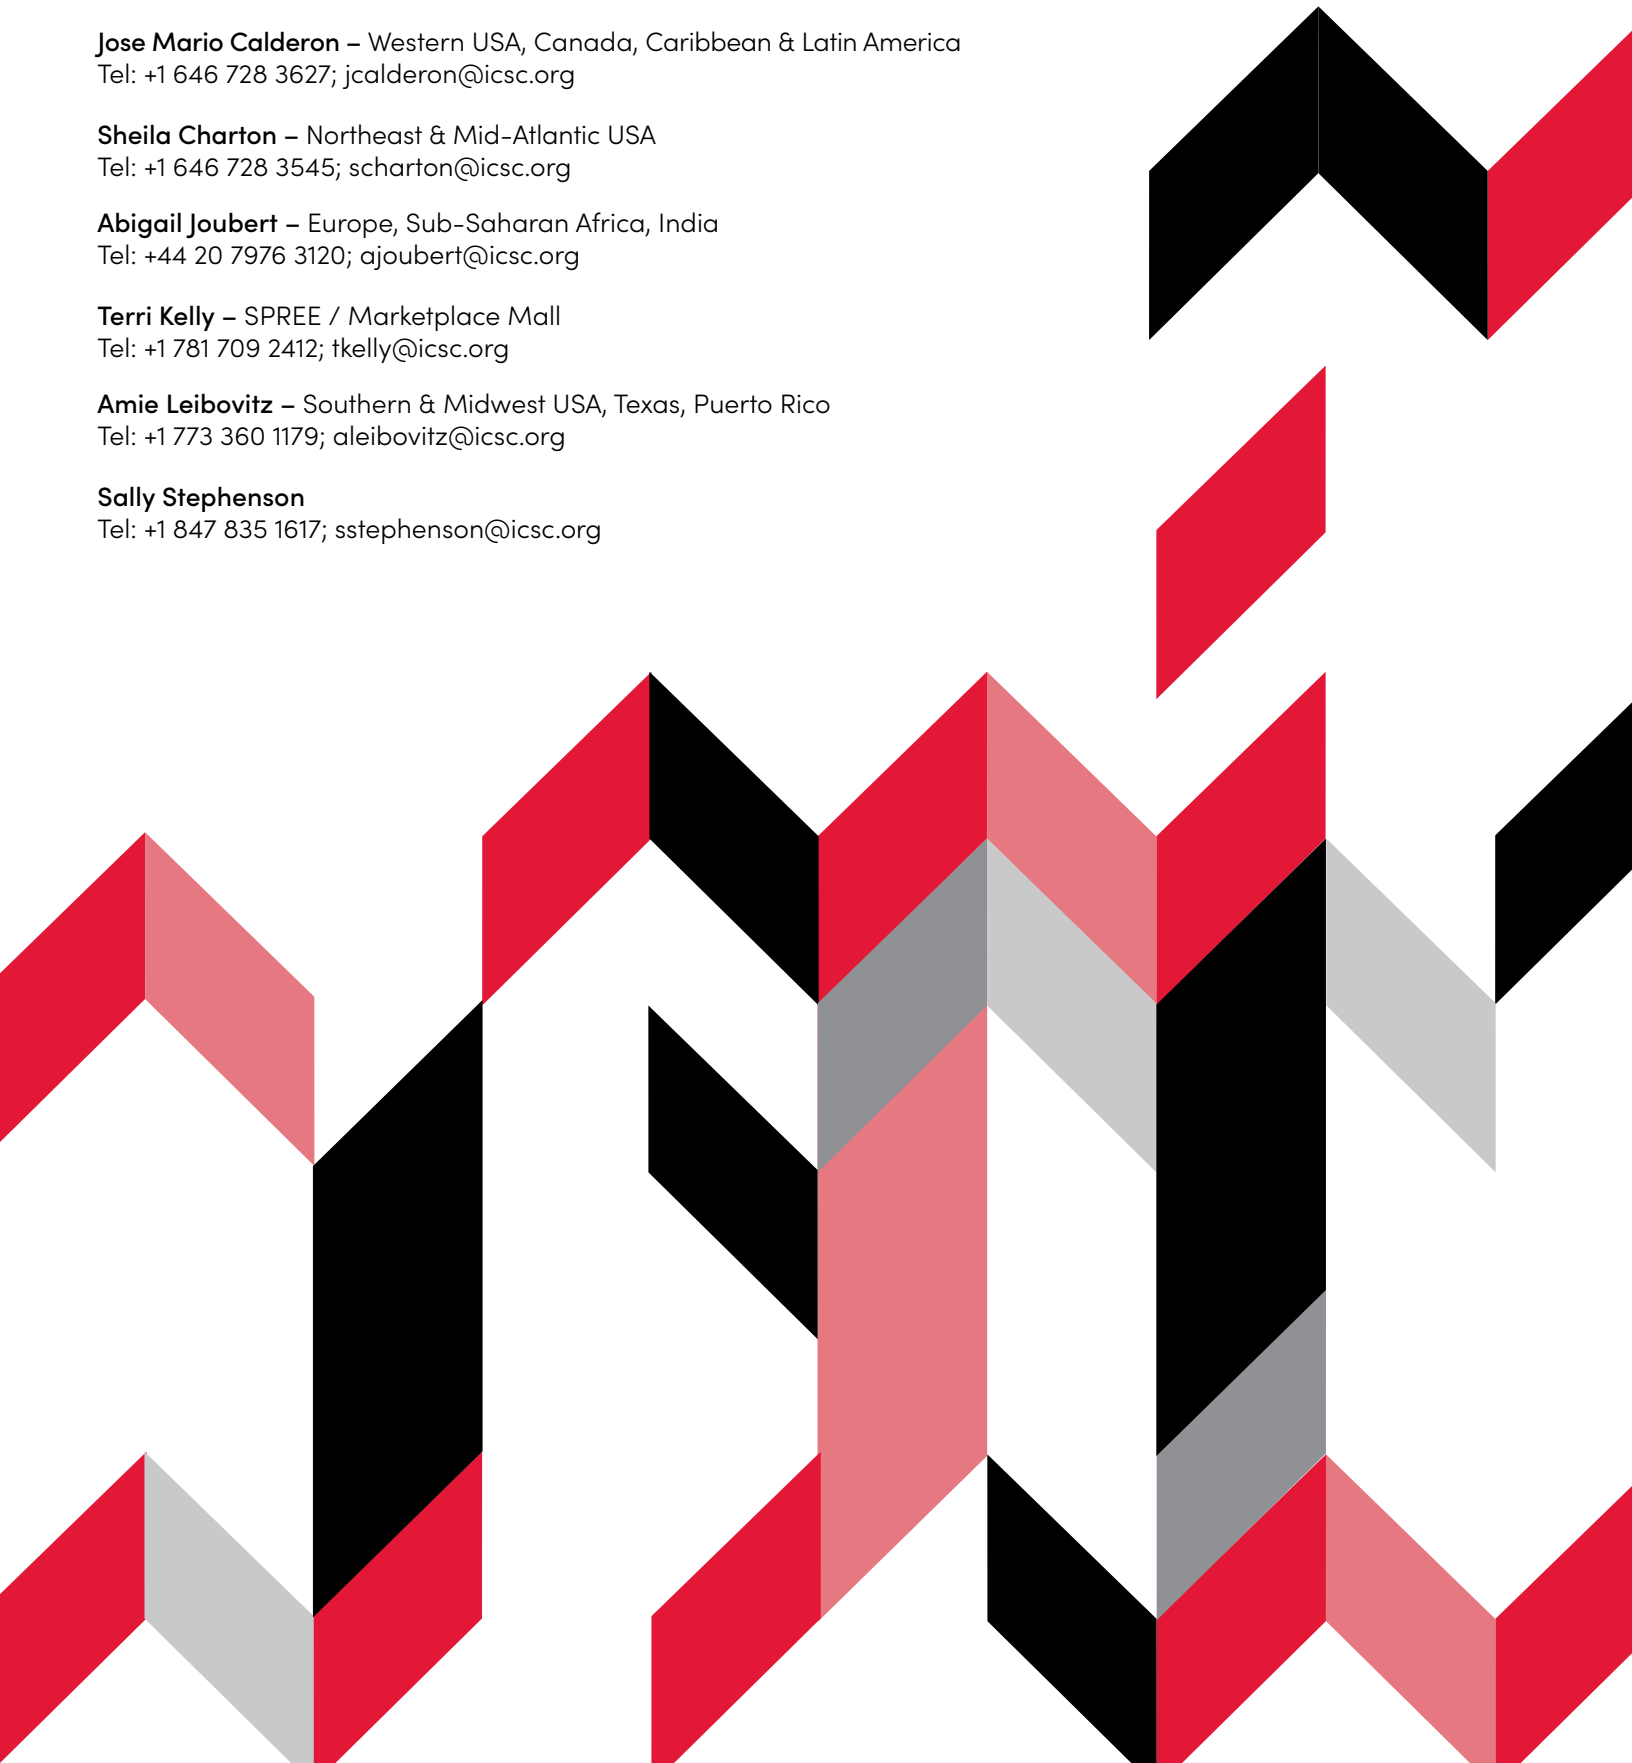 Jose Mario Calderon – Western USA, Canada, Caribbean & Latin America
Tel: +1 646 728 3627; jcalderon@icsc.org
Sheila Charton – Northeast & Mid-Atlantic USA
Tel: +1 646 728 3545; scharton@icsc.org
Abigail Joubert – Europe, Sub-Saharan Africa, India
Tel: +44 20 7976 3120; ajoubert@icsc.org
Terri Kelly – SPREE / Marketplace Mall
Tel: +1 781 709 2412; tkelly@icsc.org
Amie Leibovitz – Southern & Midwest USA, Texas, Puerto Rico
Tel: +1 773 360 1179; aleibovitz@icsc.org
Sally Stephenson
Tel: +1 847 835 1617; sstephenson@icsc.org